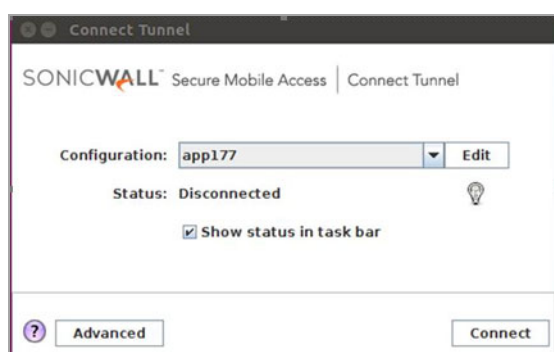 Connect Tunnel
SONICWALL™ Secure Mobile Access | Connect Tunnel
Configuration: app177 Edit
Status: Disconnected
Show status in task bar
? Advanced Connect